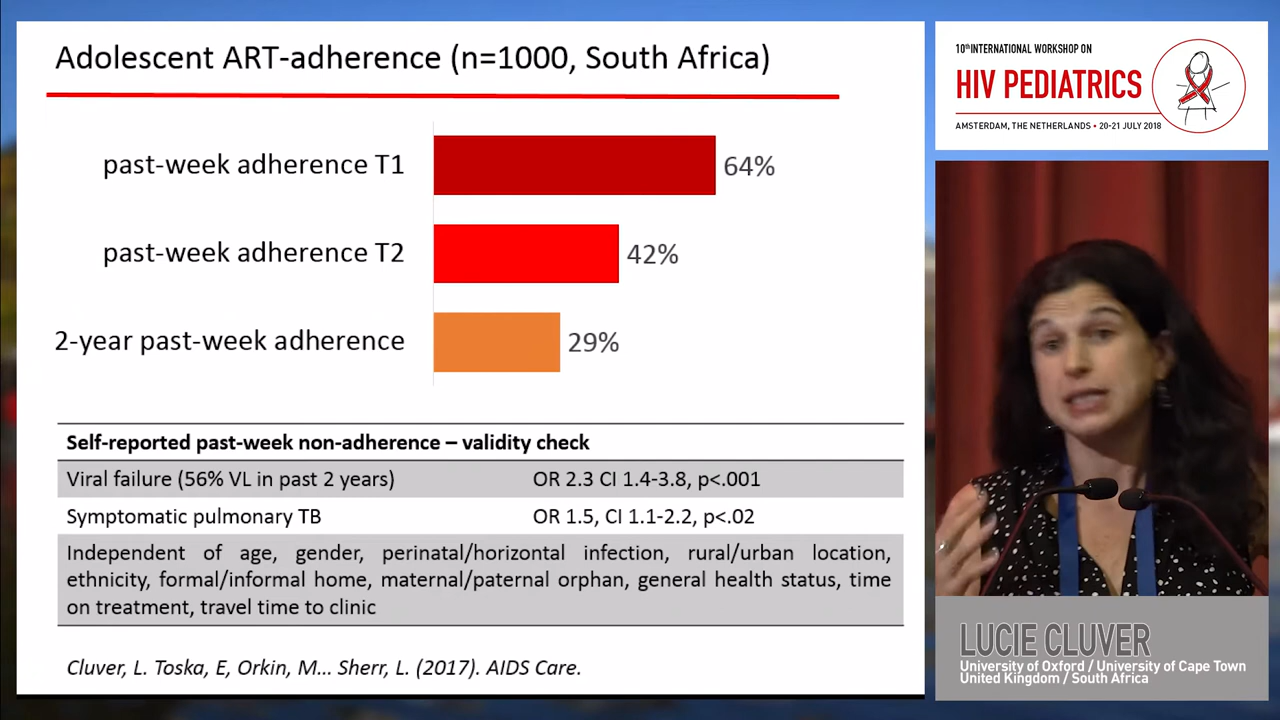 Adolescent ART-adherence (n=1000, South Africa)
past-week adherence T1
64%
past-week adherence T2
42%
2-year past-week adherence
29%
Self-reported past-week non-adherence – validity check
Viral failure (56% VL in past 2 years) OR 2.3 CI 1.4-3.8, p<.001
Symptomatic pulmonary TB OR 1.5, CI 1.1-2.2, p<.02
Independent of age, gender, perinatal/horizontal infection, rural/urban location,
ethnicity, formal/informal home, maternal/paternal orphan, general health status, time
on treatment, travel time to clinic
Cluver, L. Toska, E, Orkin, M... Sherr, L. (2017). AIDS Care.
10th INTERNATIONAL WORKSHOP ON
HIV PEDIATRICS
AMSTERDAM, THE NETHERLANDS • 20-21 JULY 2018
LUCIE CLUVER
University of Oxford / University of Cape Town
United Kingdom / South Africa